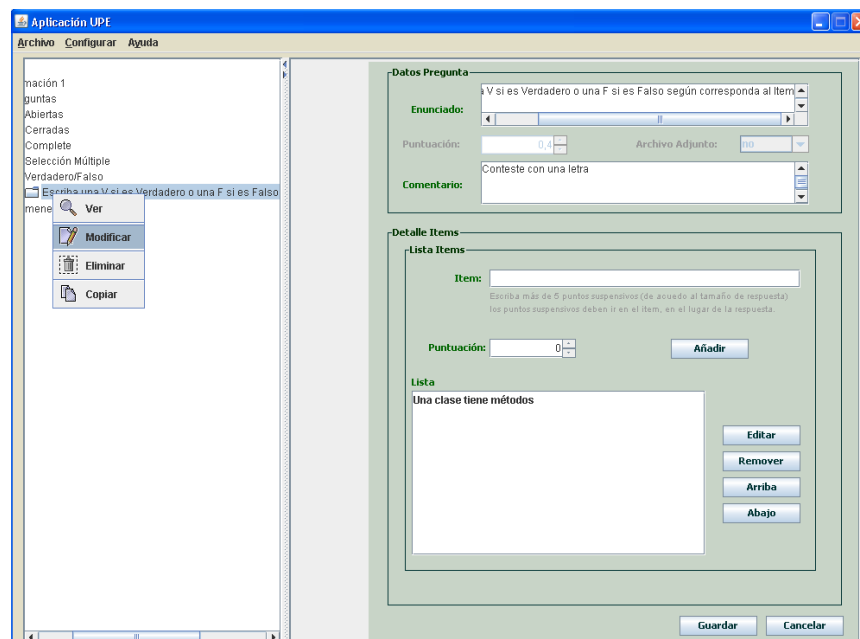 Aplicación UPE
Archivo Configurar Ayuda
mación 1
guntas
Abiertas
Cerradas
Complete
Selección Múltiple
Verdadero/Falso
Escriba una V si es Verdadero o una F si es Falso
mene
Ver
Modificar
Eliminar
Copiar
Datos Pregunta
Enunciado:
a V si es Verdadero o una F si es Falso según corresponda al Item
Puntuación:
0,4
Archivo Adjunto:
no
Comentario:
Conteste con una letra
Detalle Items
Lista Items
Item:
Escriba más de 5 puntos suspensivos (de acuedo al tamaño de respuesta)
los puntos suspensivos deben ir en el item, en el lugar de la respuesta.
Puntuación:
0
Añadir
Lista
Una clase tiene métodos
Editar
Remover
Arriba
Abajo
Guardar
Cancelar